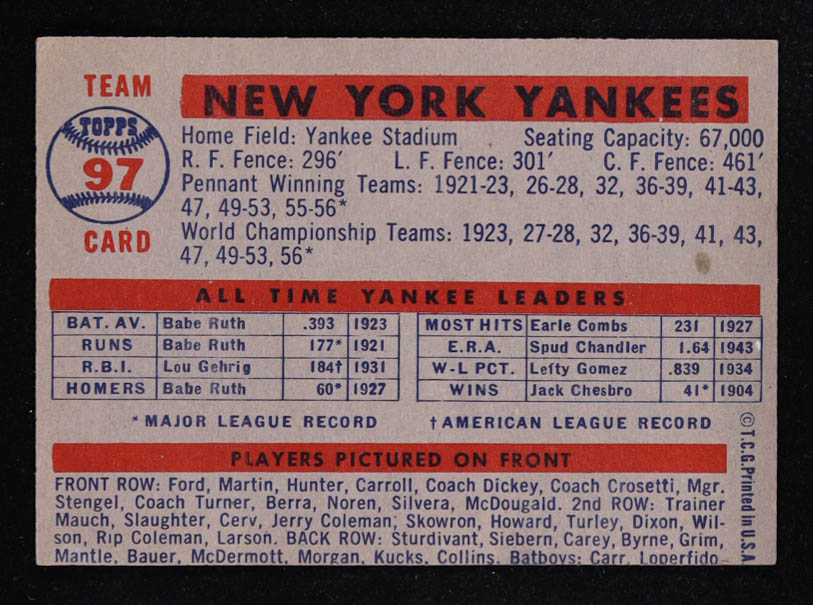 TEAM
TOPPS
97
CARD
NEW YORK YANKEES
Home Field: Yankee Stadium Seating Capacity: 67,000
R. F. Fence: 296′ L. F. Fence: 301′ C. F. Fence: 461′
Pennant Winning Teams: 1921-23, 26-28, 32, 36-39, 41-43,
47, 49-53, 55-56*
World Championship Teams: 1923, 27-28, 32, 36-39, 41, 43,
47, 49-53, 56*
ALL TIME YANKEE LEADERS
BAT. AV. Babe Ruth .393 1923
RUNS Babe Ruth 177* 1921
R.B.I. Lou Gehrig 184† 1931
HOMERS Babe Ruth 60* 1927
MOST HITS Earle Combs 231 1927
E.R.A. Spud Chandler 1.64 1943
W-L PCT. Lefty Gomez .839 1934
WINS Jack Chesbro 41* 1904
*MAJOR LEAGUE RECORD †AMERICAN LEAGUE RECORD
PLAYERS PICTURED ON FRONT
FRONT ROW: Ford, Martin, Hunter, Carroll, Coach Dickey, Coach Crosetti, Mgr.
Stengel, Coach Turner, Berra, Noren, Silvera, McDougald. 2nd ROW: Trainer
Mauch, Slaughter, Cerv, Jerry Coleman; Skowron, Howard, Turley, Dixon, Wil-
son, Rip Coleman, Larson. BACK ROW: Sturdivant, Siebern, Carey, Byrne, Grim,
Mantle, Bauer, McDermott, Morgan, Kucks, Collins. Batboys: Carr, Loperfido
©T.C.G. Printed in U.S.A